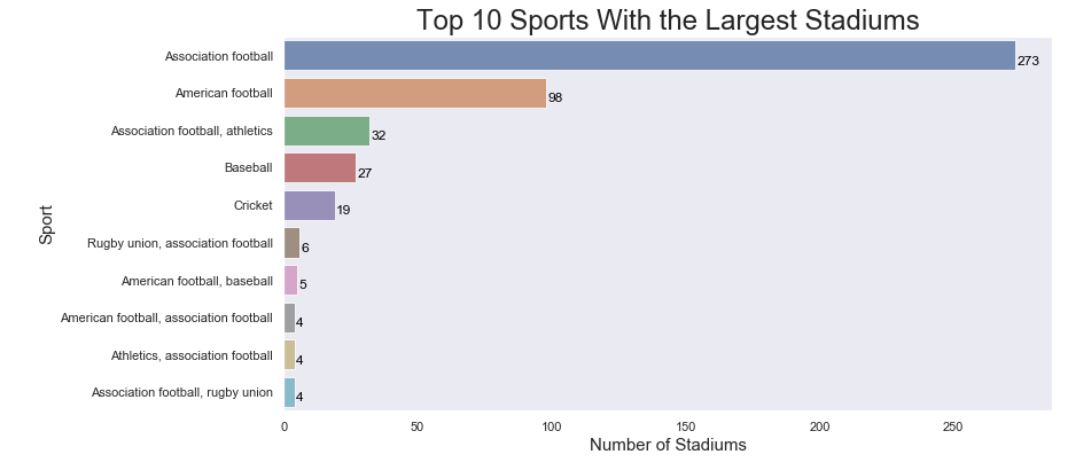 Top 10 Sports With the Largest Stadiums
Association football
273
American football
98
Association football, athletics
32
Baseball
27
Cricket
19
Rugby union, association football
6
American football, baseball
5
American football, association football
4
Athletics, association football
4
Association football, rugby union
4
Sport
0 50 100 150 200 250
Number of Stadiums